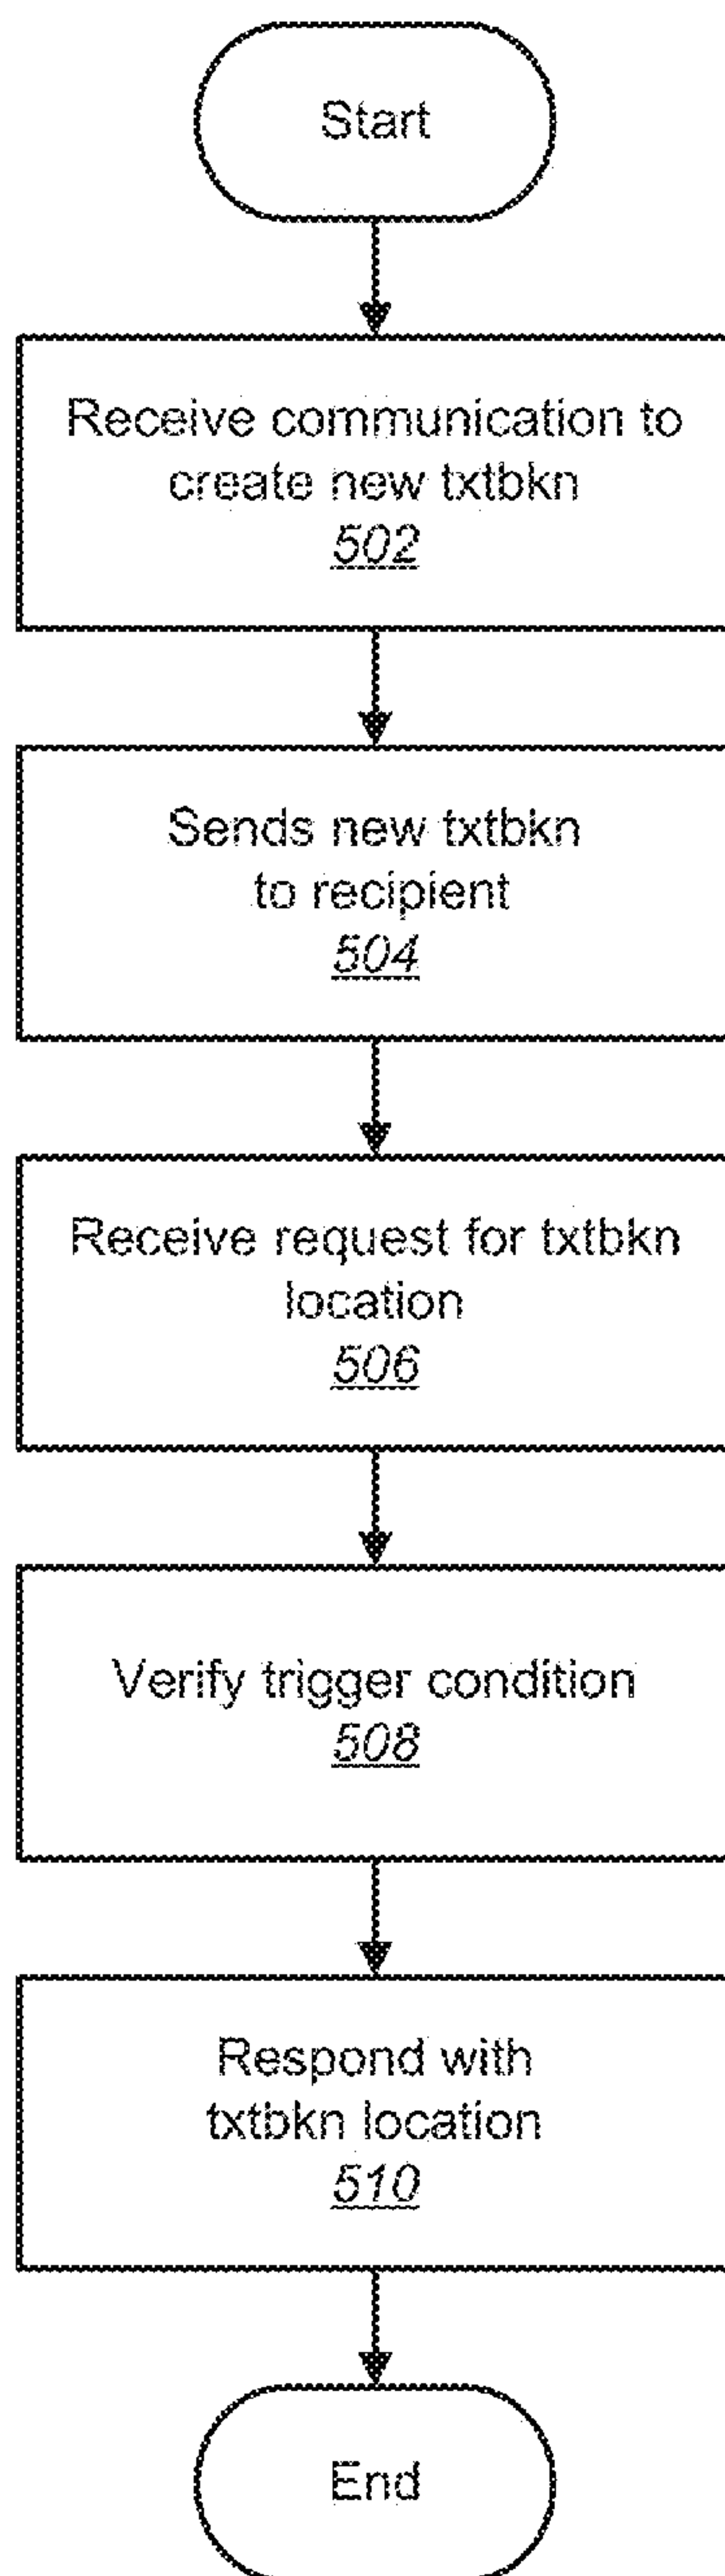 Start
Receive communication to
create new txtbkn
502
Sends new txtbkn
to recipient
504
Receive request for txtbkn
location
506
Verify trigger condition
508
Respond with
txtbkn location
510
End